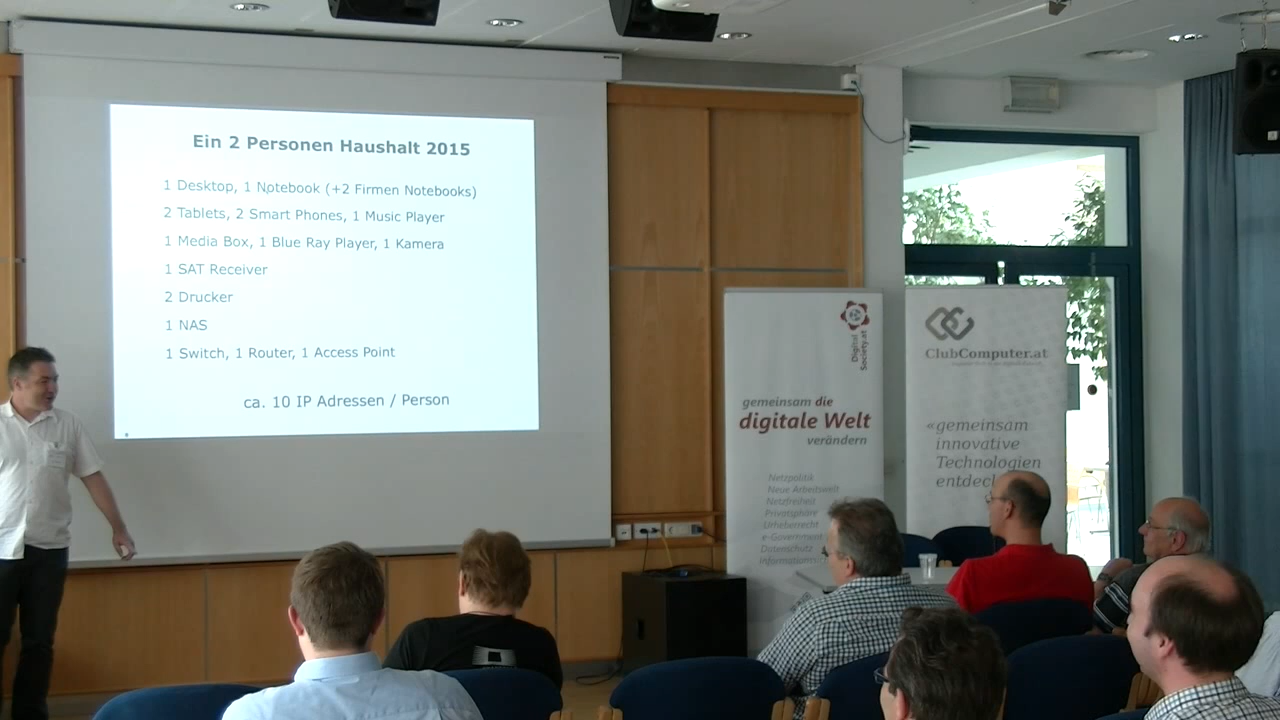 Ein 2 Personen Haushalt 2015
1 Desktop, 1 Notebook (+2 Firmen Notebooks)
2 Tablets, 2 Smart Phones, 1 Music Player
1 Media Box, 1 Blue Ray Player, 1 Kamera
1 SAT Receiver
2 Drucker
1 NAS
1 Switch, 1 Router, 1 Access Point
ca. 10 IP Adressen / Person
Digital
Society.at
gemeinsam die
digitale Welt
verändern
Netzpolitik
Neue Arbeitswelt
Netzfreiheit
Privatsphäre
Urheberrecht
e-Government
Datenschutz
ClubComputer.at
«gemeinsam
innovative
Technologien